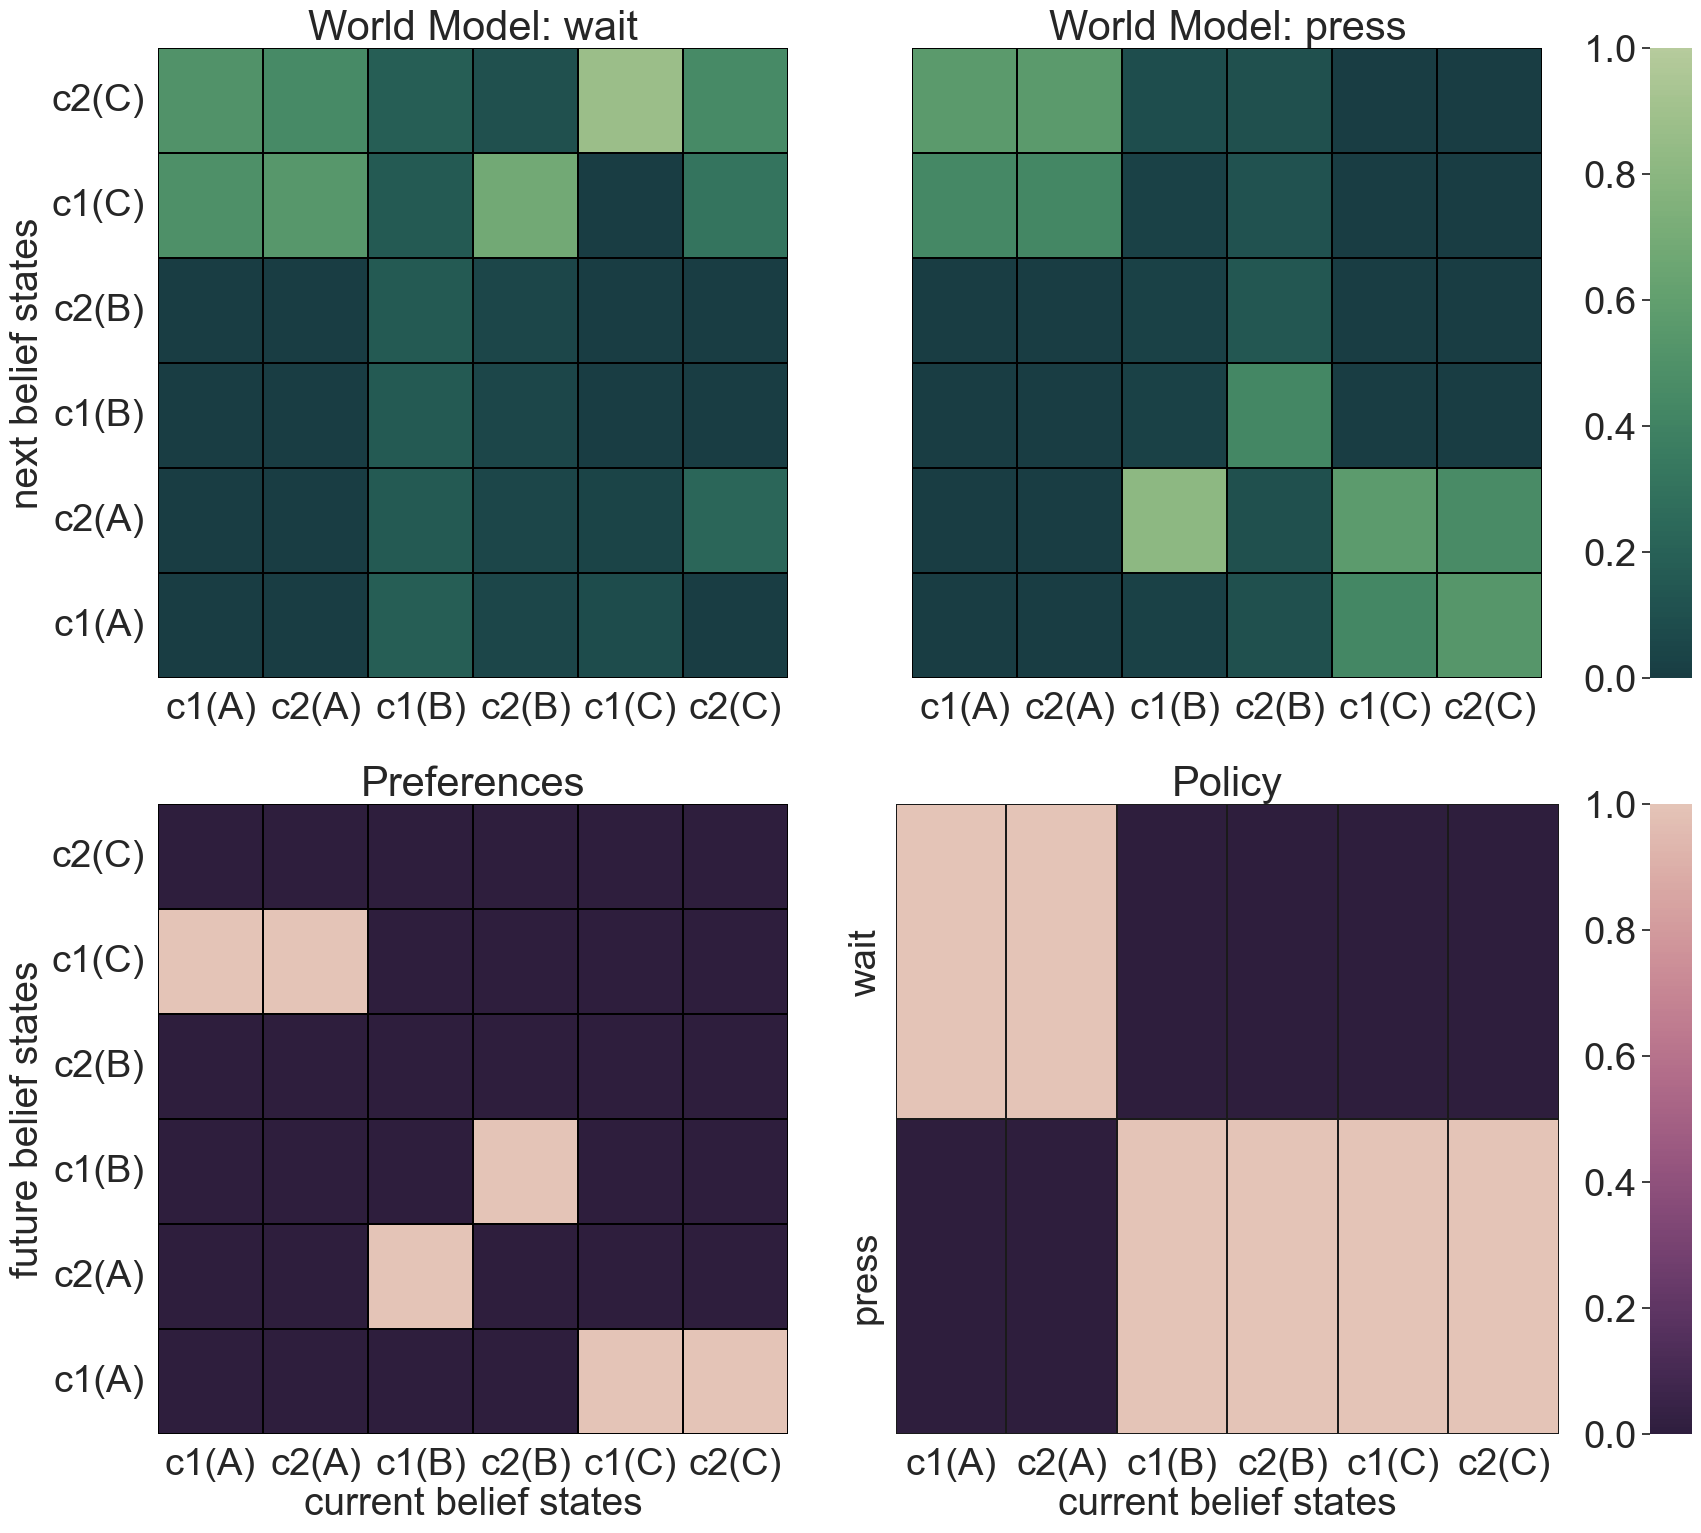 World Model: wait
World Model: press
next belief states
c2(C)
c1(C)
c2(B)
c1(B)
c2(A)
c1(A)
c1(A) c2(A) c1(B) c2(B) c1(C) c2(C)
c1(A) c2(A) c1(B) c2(B) c1(C) c2(C)
1.0
0.8
0.6
0.4
0.2
0.0
Preferences
Policy
future belief states
c2(C)
c1(C)
c2(B)
c1(B)
c2(A)
c1(A)
c1(A) c2(A) c1(B) c2(B) c1(C) c2(C)
current belief states
wait
press
c1(A) c2(A) c1(B) c2(B) c1(C) c2(C)
current belief states
1.0
0.8
0.6
0.4
0.2
0.0